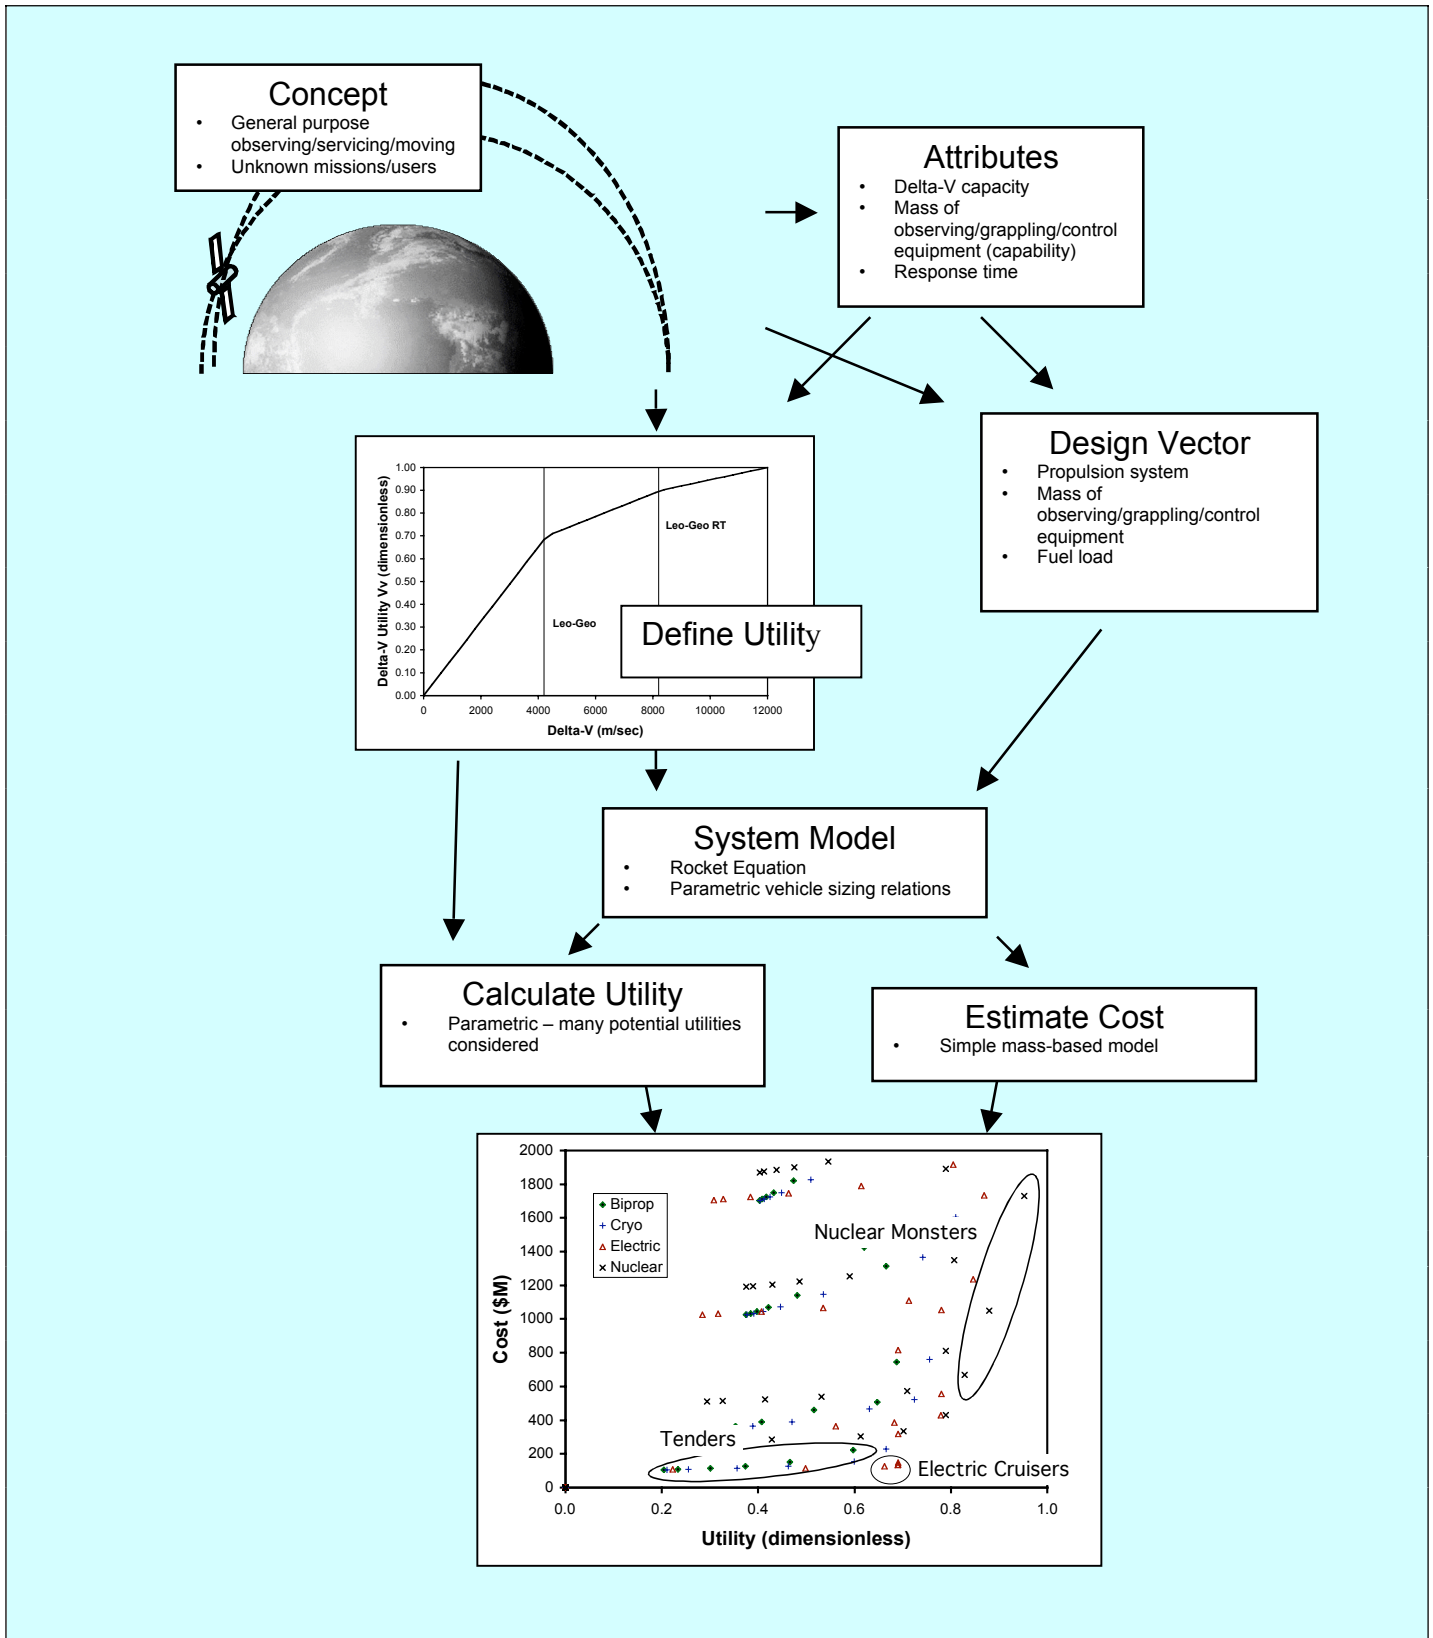 Concept
• General purpose
observing/servicing/moving
• Unknown missions/users
Attributes
• Delta-V capacity
• Mass of
observing/grappling/control
equipment (capability)
• Response time
Design Vector
• Propulsion system
• Mass of
observing/grappling/control
equipment
• Fuel load
Delta-V Utility Vv (dimensionless)
1.00
0.90
0.80
0.70
0.60
0.50
0.40
0.30
0.20
0.10
0.00
Leo-Geo RT
Leo-Geo
0 2000 4000 6000 8000 10000 12000
Delta-V (m/sec)
Define Utility
System Model
• Rocket Equation
• Parametric vehicle sizing relations
Calculate Utility
• Parametric – many potential utilities
considered
Estimate Cost
• Simple mass-based model
Cost ($M)
2000
1800
1600
1400
1200
1000
800
600
400
200
0
Biprop
Cryo
Electric
Nuclear
Nuclear Monsters
Tenders
Electric Cruisers
0.0 0.2 0.4 0.6 0.8 1.0
Utility (dimensionless)